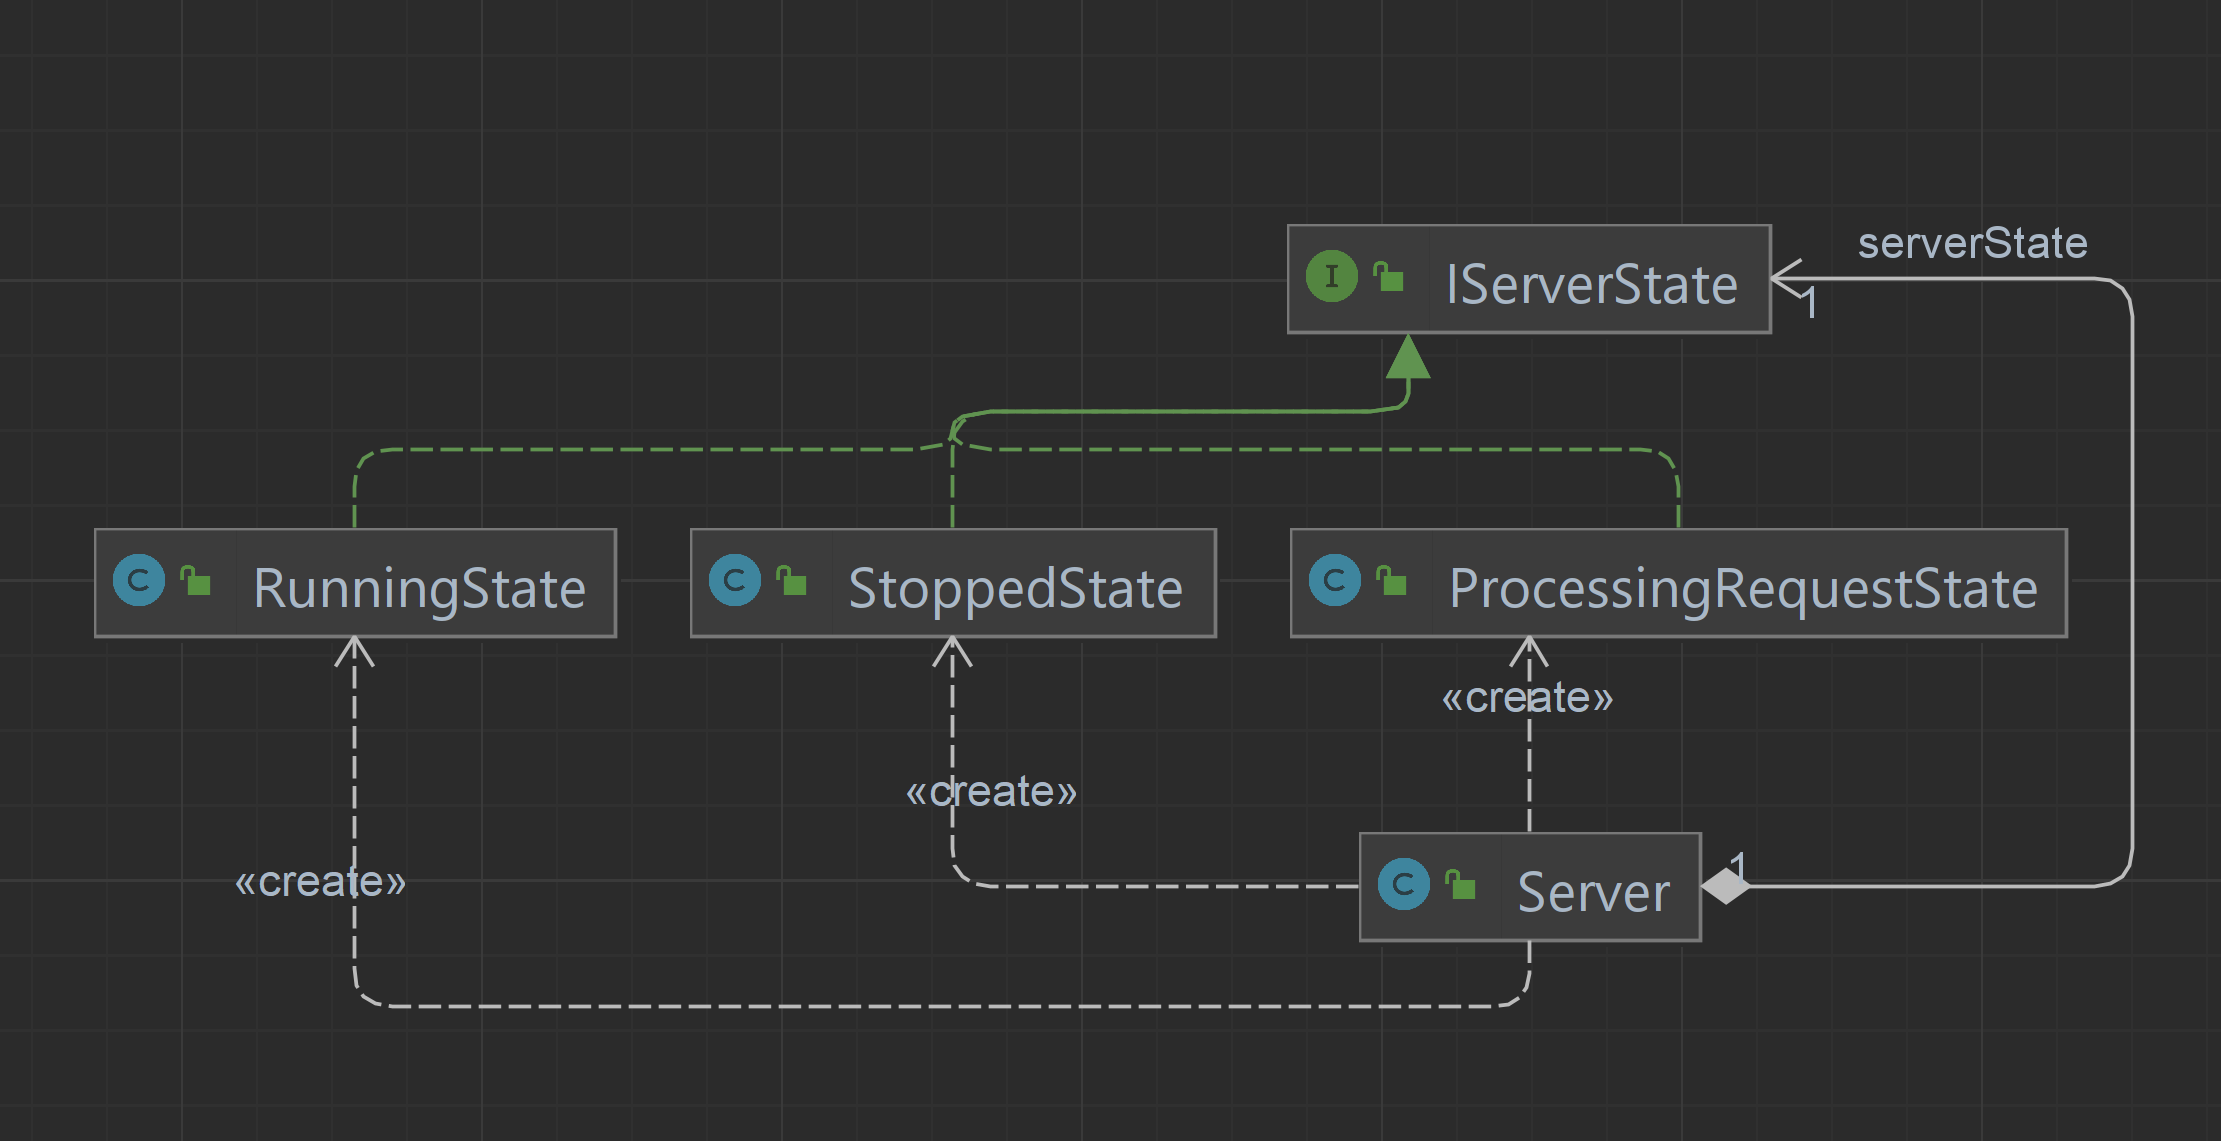 serverState
I IServerState
1
C RunningState
C StoppedState
C ProcessingRequestState
«create»
«create»
«create»
1
C Server